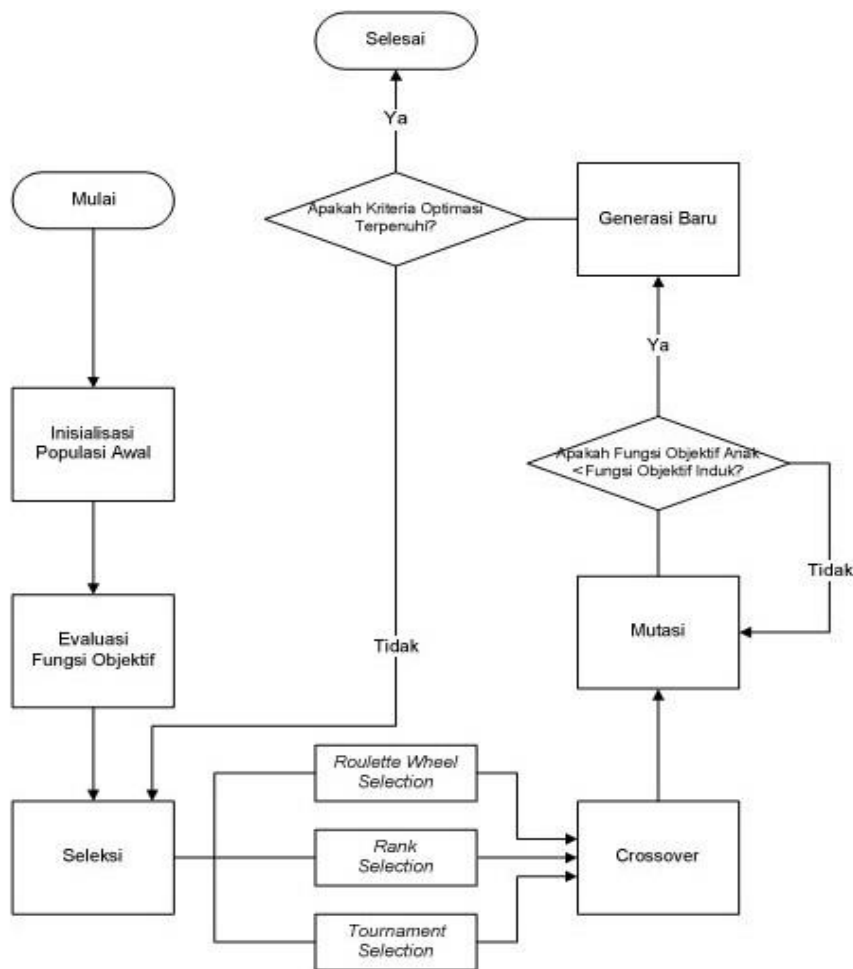 Selesai
Ya
Mulai
Apakah Kriteria Optimasi
Terpenuhi?
Generasi Baru
Ya
Inisialisasi
Populasi Awal
Apakah Fungsi Objektif Anak
<Fungsi Objektif Induk?
Tidak
Evaluasi
Fungsi Objektif
Tidak
Mutasi
Roulette Wheel
Selection
Seleksi
Rank
Selection
Crossover
Tournament
Selection